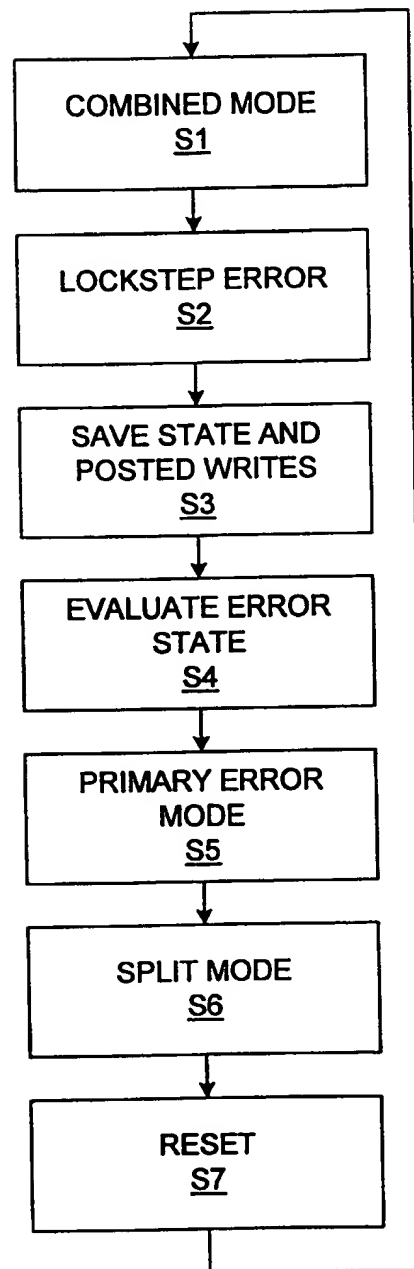 COMBINED MODE
S1
LOCKSTEP ERROR
S2
SAVE STATE AND
POSTED WRITES
S3
EVALUATE ERROR
STATE
S4
PRIMARY ERROR
MODE
S5
SPLIT MODE
S6
RESET
S7